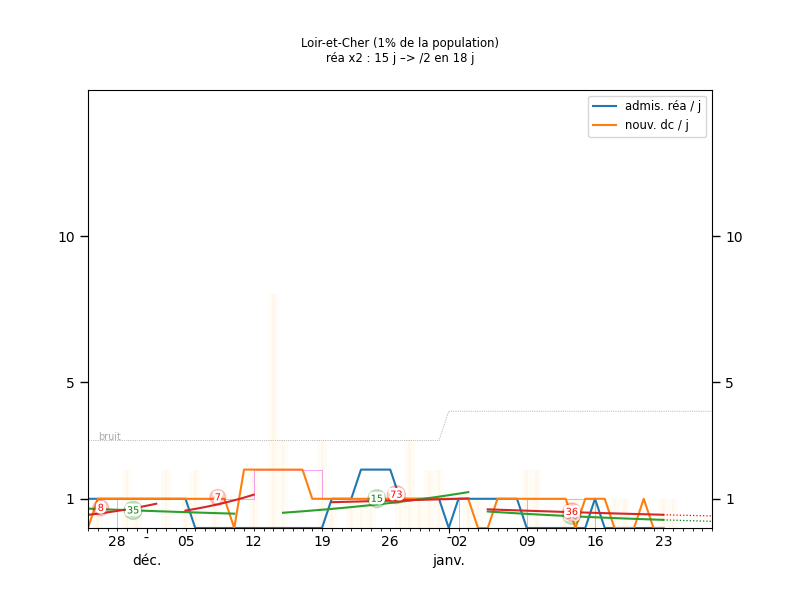 Loir-et-Cher (1% de la population)
réa x2 : 15 j –> /2 en 18 j
admis. réa / j
nouv. dc / j
10 10
5 5
bruit
1 1
8 35 7 15 73 36
28 - 05 12 19 26 - 02 09 16 23
déc. janv.